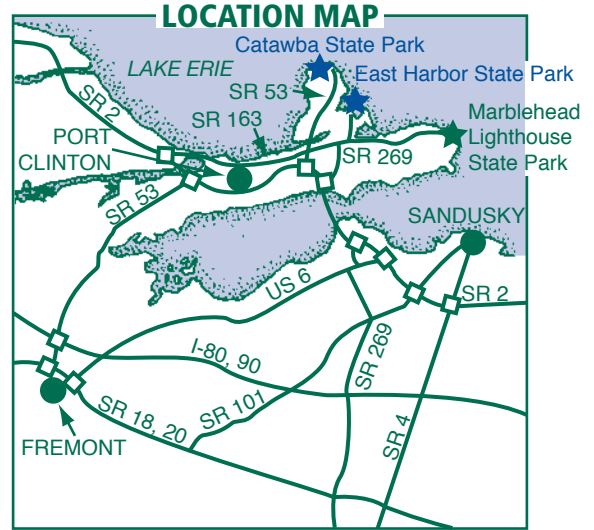 LOCATION MAP
Catawba State Park
LAKE ERIE
East Harbor State Park
SR 53
SR 2
SR 163
Marblehead
Lighthouse
State Park
PORT
CLINTON
SR 269
SR 53
SANDUSKY
US 6
SR 2
I-80, 90
SR 269
SR 101
SR 18, 20
SR 4
FREMONT